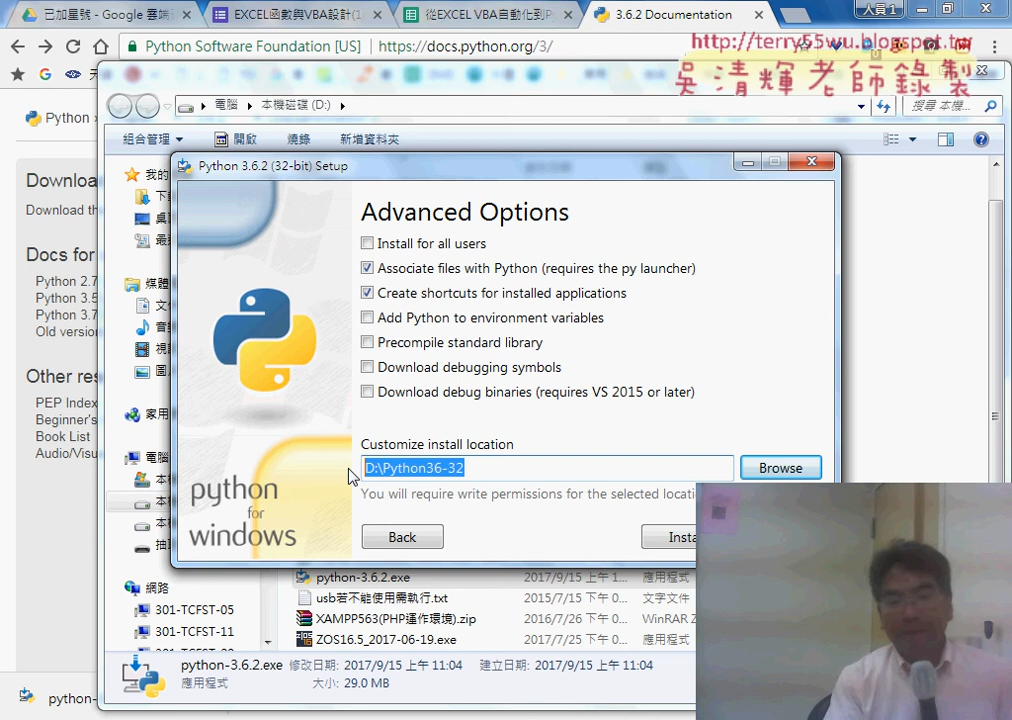 已加星號 - Google 雲端
EXCEL函數與VBA設計(1
從EXCEL VBA自動化到P
3.6.2 Documentation
人員1
Python Software Foundation [US]
https://docs.python.org/3/
http://terry55wu.blogspot.tw
吳清輝老師錄製
Python
電腦
本機磁碟 (D:)
搜尋 本機...
組合管理
開啟
燒錄
新增資料夾
Python 3.6.2 (32-bit) Setup
Downloa
Download th
Docs for
Python 2.7
Python 3.5
Python 3.7
Old version
Other res
PEP Index
Beginner's
Book List
Audio/Visu
我的
下
桌
最
媒體
文
音
視
圖
家用
電腦
本
本
本
抽
網路
301-TCFST-05
301-TCFST-11
Advanced Options
Install for all users
Associate files with Python (requires the py launcher)
Create shortcuts for installed applications
Add Python to environment variables
Precompile standard library
Download debugging symbols
Download debug binaries (requires VS 2015 or later)
Customize install location
D:\Python36-32
Browse
You will require write permissions for the selected locati
Back
Insta
python
for
windows
python-3.6.2.exe 2017/9/15 上午 1... 應用程式
usb若不能使用需執行.txt 2015/7/15 下午 0... 文字文件
XAMPP563(PHP運作環境).zip 2016/7/26 下午 0... WinRAR Z
ZOS16.5_2017-06-19.exe 2017/7/25 下午 0... 應用程式
python-3.6.2.exe 修改日期: 2017/9/15 上午 11:04 建立日期: 2017/9/15 上午 11:04
應用程式 大小: 29.0 MB
python-